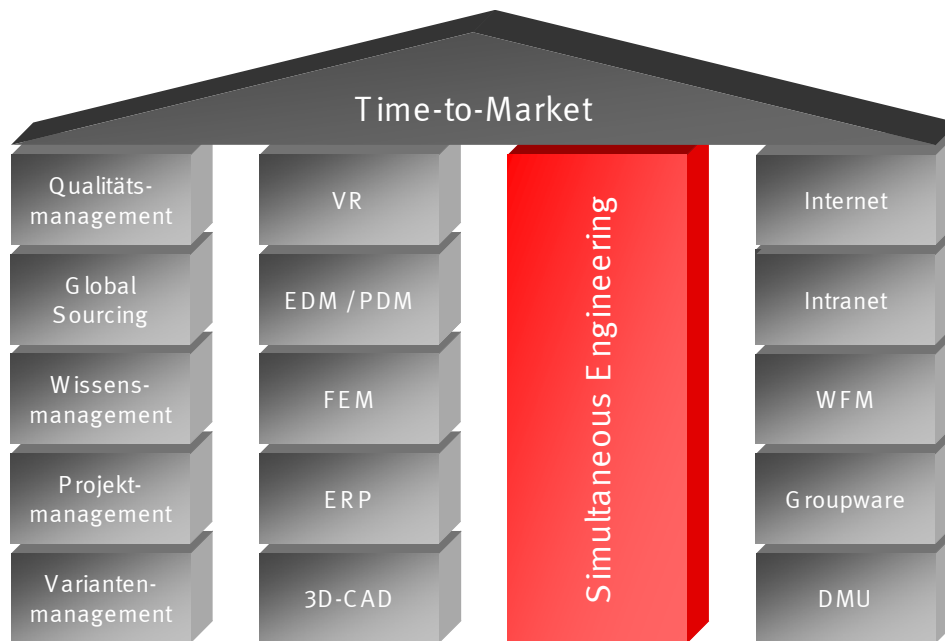 Time-to-Market
Qualitäts-
management
Global
Sourcing
Wissens-
management
Projekt-
management
Varianten-
management
VR
EDM / PDM
FEM
ERP
3D-CAD
Simultaneous Engineering
Internet
Intranet
WFM
Groupware
DMU